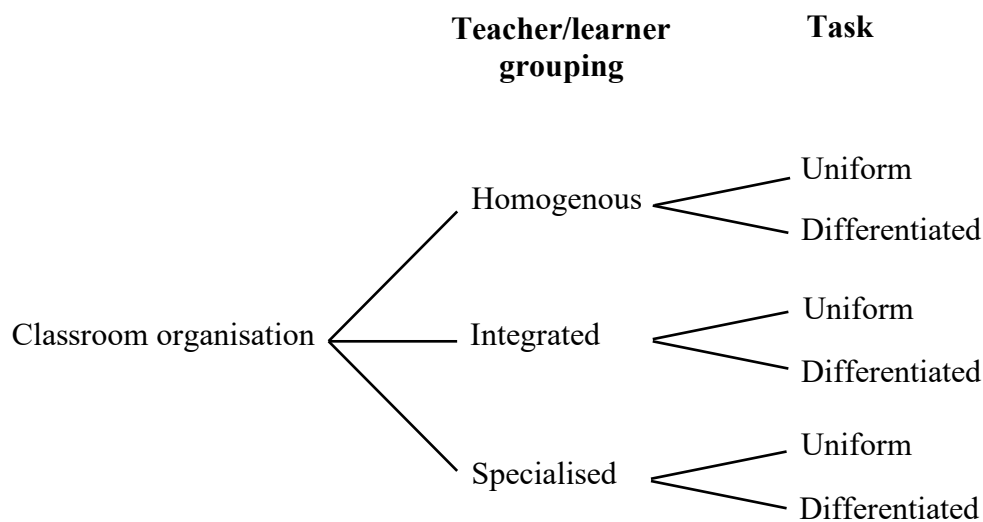 Teacher/learner
grouping
Task
Homogenous
Uniform
Differentiated
Classroom organisation
Integrated
Uniform
Differentiated
Specialised
Uniform
Differentiated